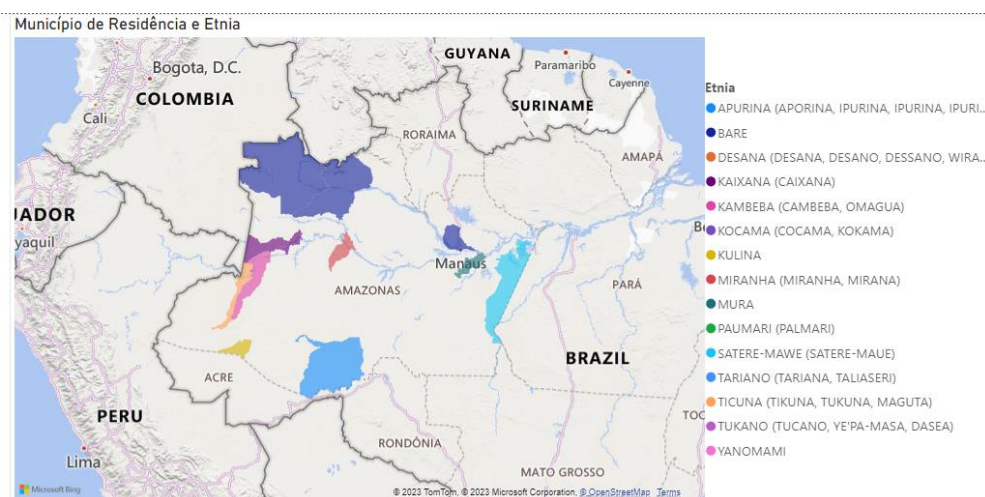 Município de Residência e Etnia
GUYANA
Bogota, D.C.
Paramaribo
Cayenne
COLOMBIA
SURINAME
Cali
RORAIMA
AMAPÁ
UADOR
yaquil
Be
Manaus
AMAZONAS
PARÁ
BRAZIL
ACRE
PERU
TOC
RONDÔNIA
Lima
MATO GROSSO
Microsoft Bing
© 2023 TomTom, © 2023 Microsoft Corporation, © OpenStreetMap Terms
Etnia
APURINA (APORINA, IPURINA, IPURINA, IPURI...
BARE
DESANA (DESANA, DESANO, DESSANO, WIRA...
KAIXANA (CAIXANA)
KAMBEBA (CAMBEBA, OMAGUA)
KOCAMA (COCAMA, KOKAMA)
KULINA
MIRANHA (MIRANHA, MIRANA)
MURA
PAUMARI (PALMARI)
SATERE-MAWE (SATERE-MAUE)
TARIANO (TARIANA, TALIASERI)
TICUNA (TIKUNA, TUKUNA, MAGUTA)
TUKANO (TUCANO, YE'PA-MASA, DASEA)
YANOMAMI